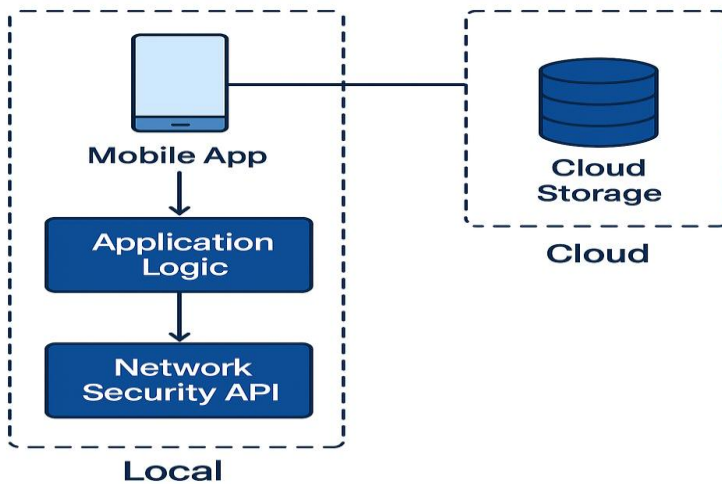 Mobile App
Application
Logic
Network
Security API
Local
Cloud
Storage
Cloud